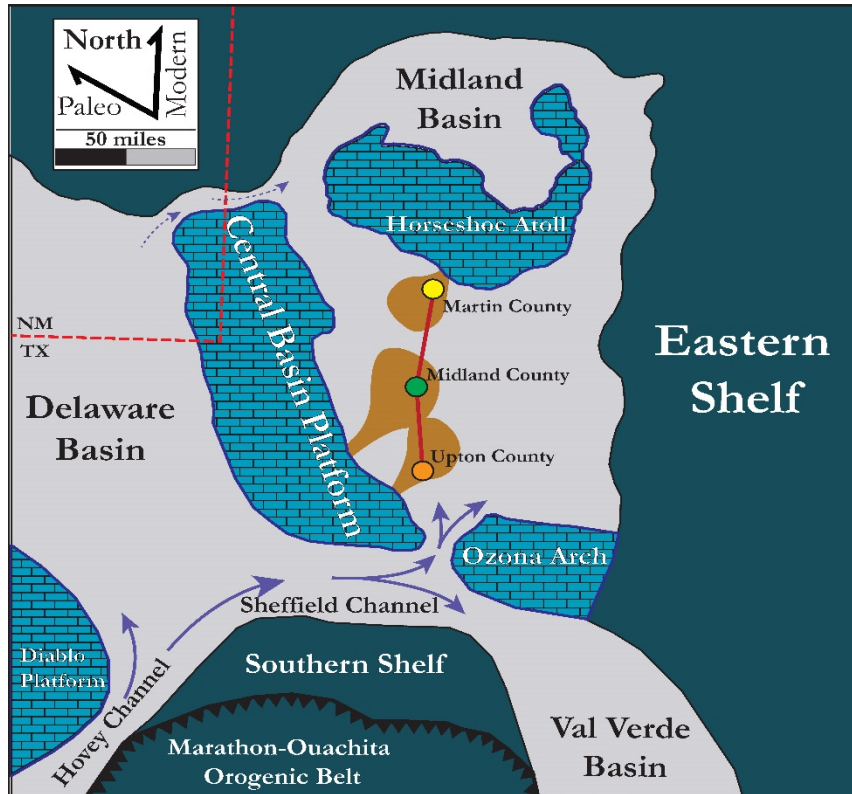 North
Modern
Paleo
50 miles
Midland
Basin
Horseshoe Atoll
Central Basin Platform
Martin County
NM
TX
Eastern
Shelf
Midland County
Delaware
Basin
Upton County
Ozona Arch
Sheffield Channel
Diablo
Platform
Hovey Channel
Southern Shelf
Val Verde
Basin
Marathon-Ouachita
Orogenic Belt